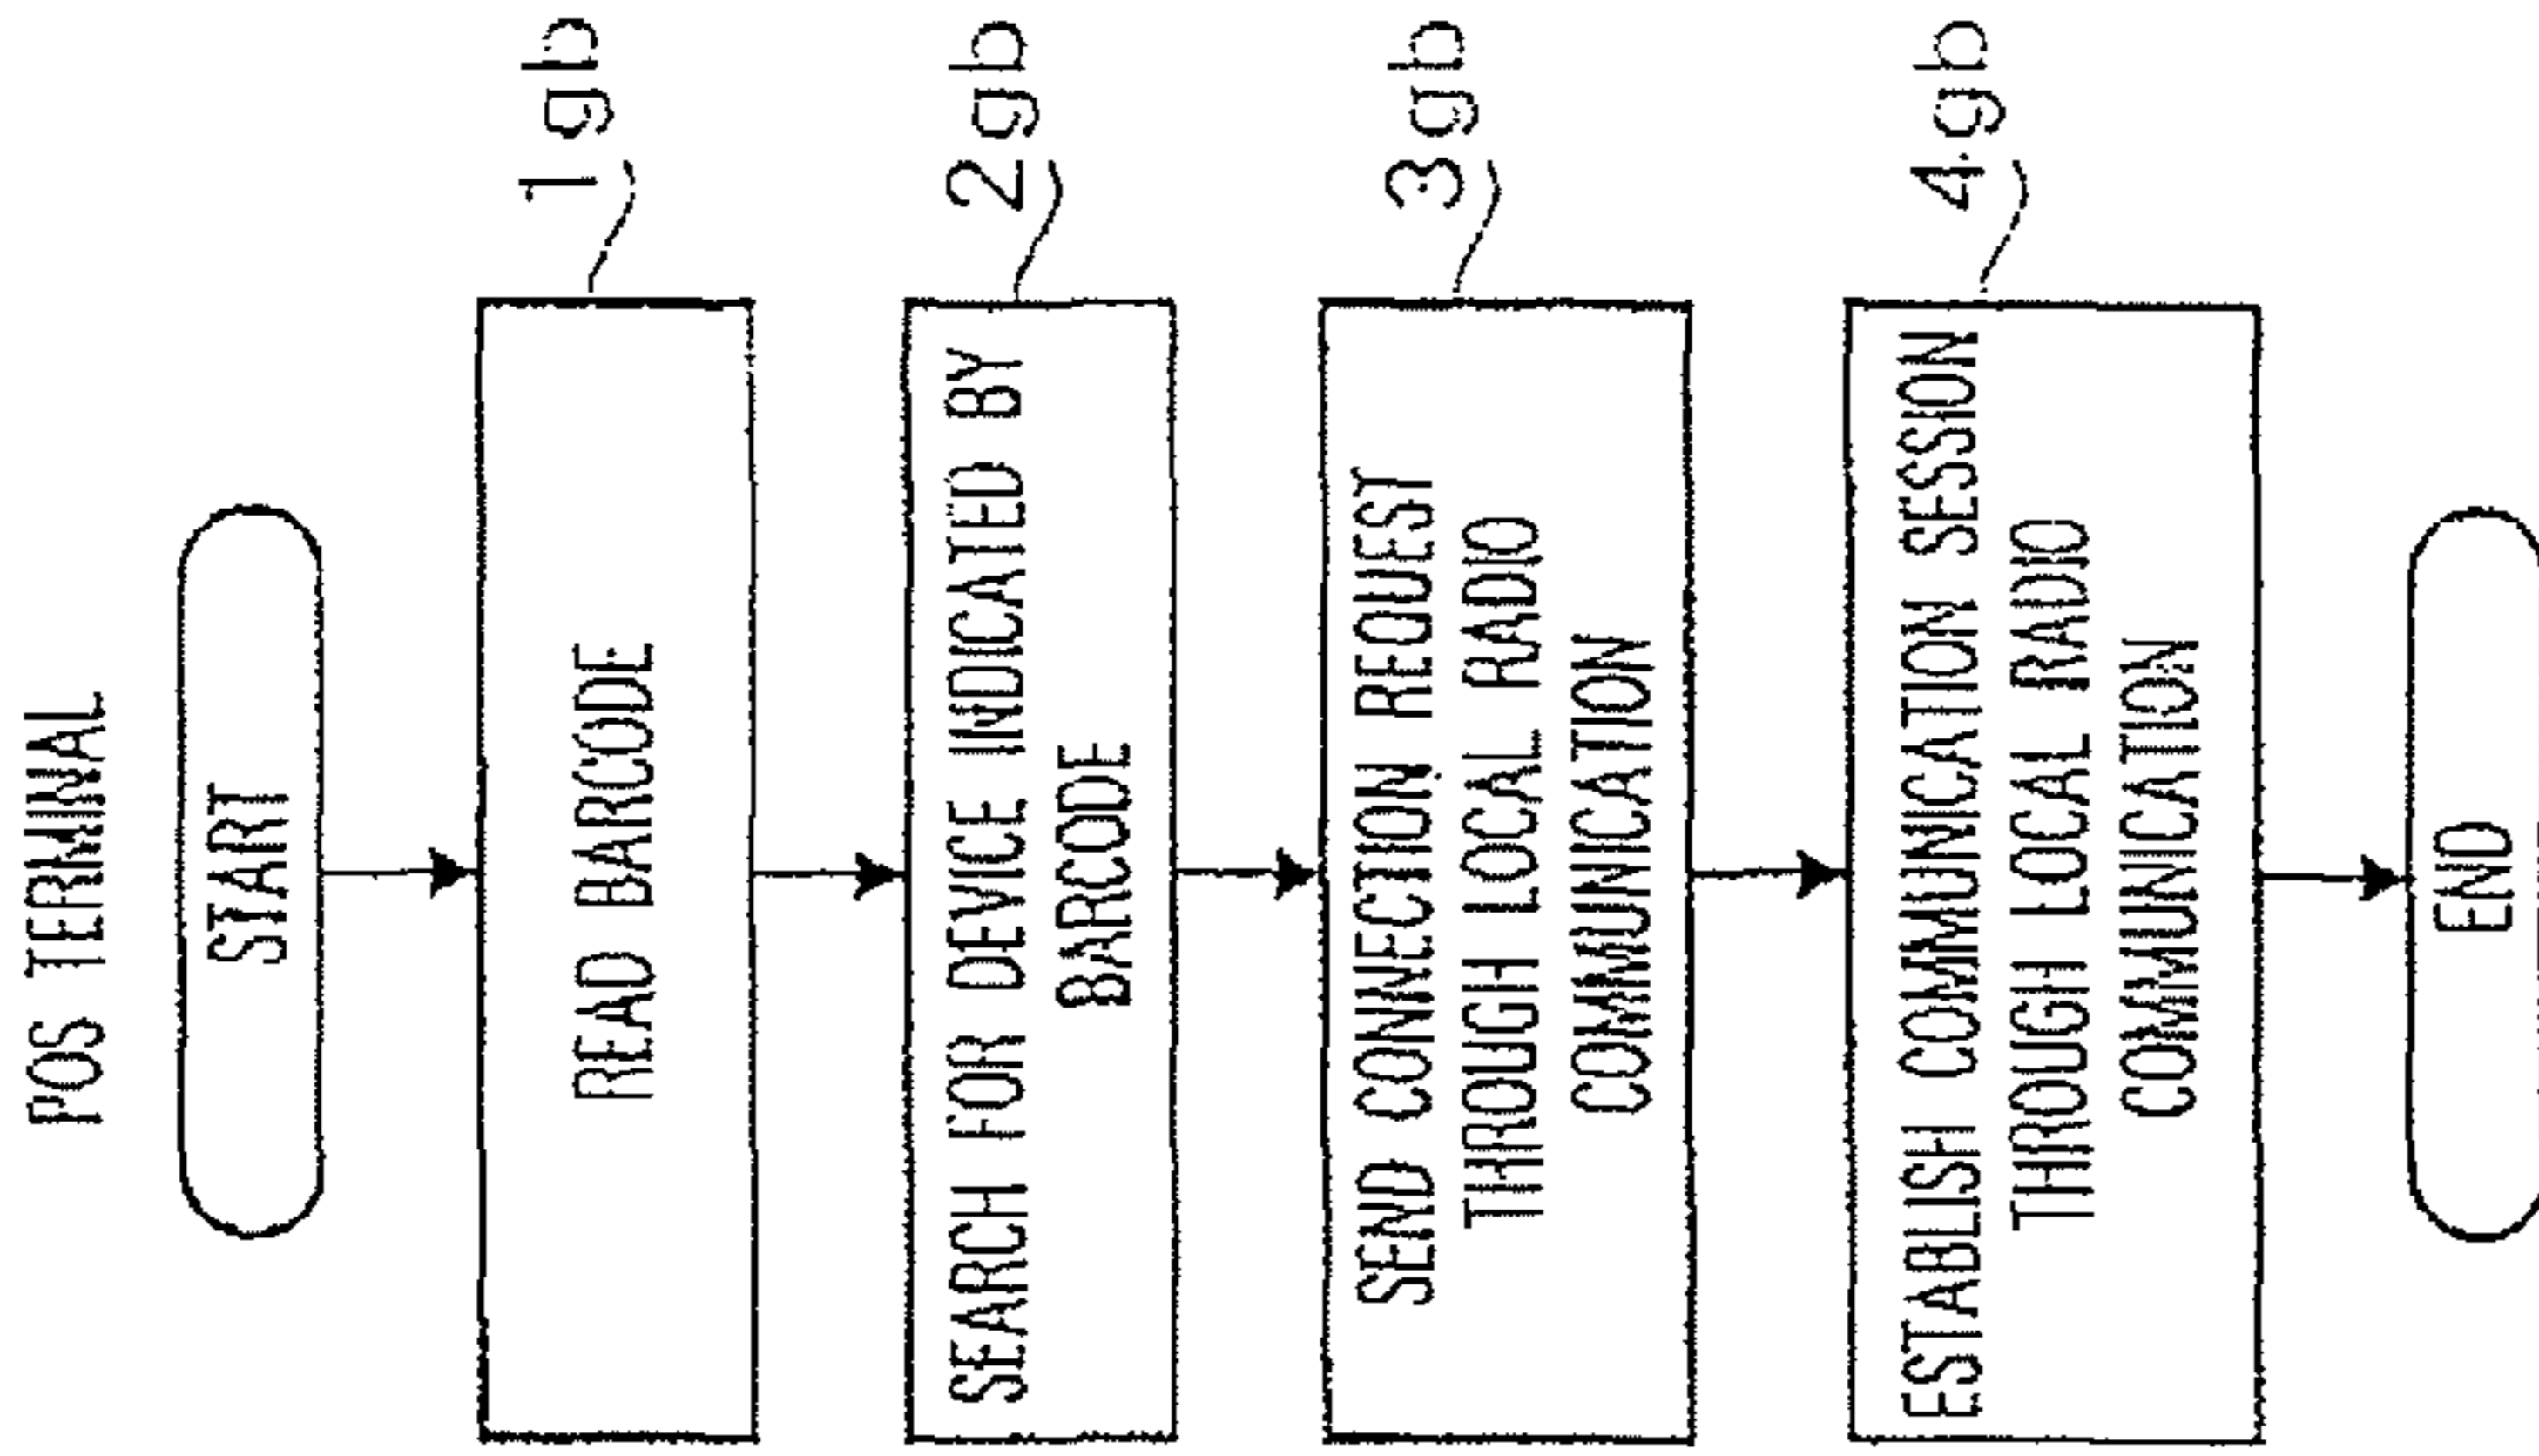 POS TERMINAL
START
READ BARCODE
1gb
SEARCH FOR DEVICE INDICATED BY
BARCODE
2gb
SEND CONNECTION REQUEST
THROUGH LOCAL RADIO
COMMUNICATION
3gb
ESTABLISH COMMUNICATION SESSION
THROUGH LOCAL RADIO
COMMUNICATION
4gb
END